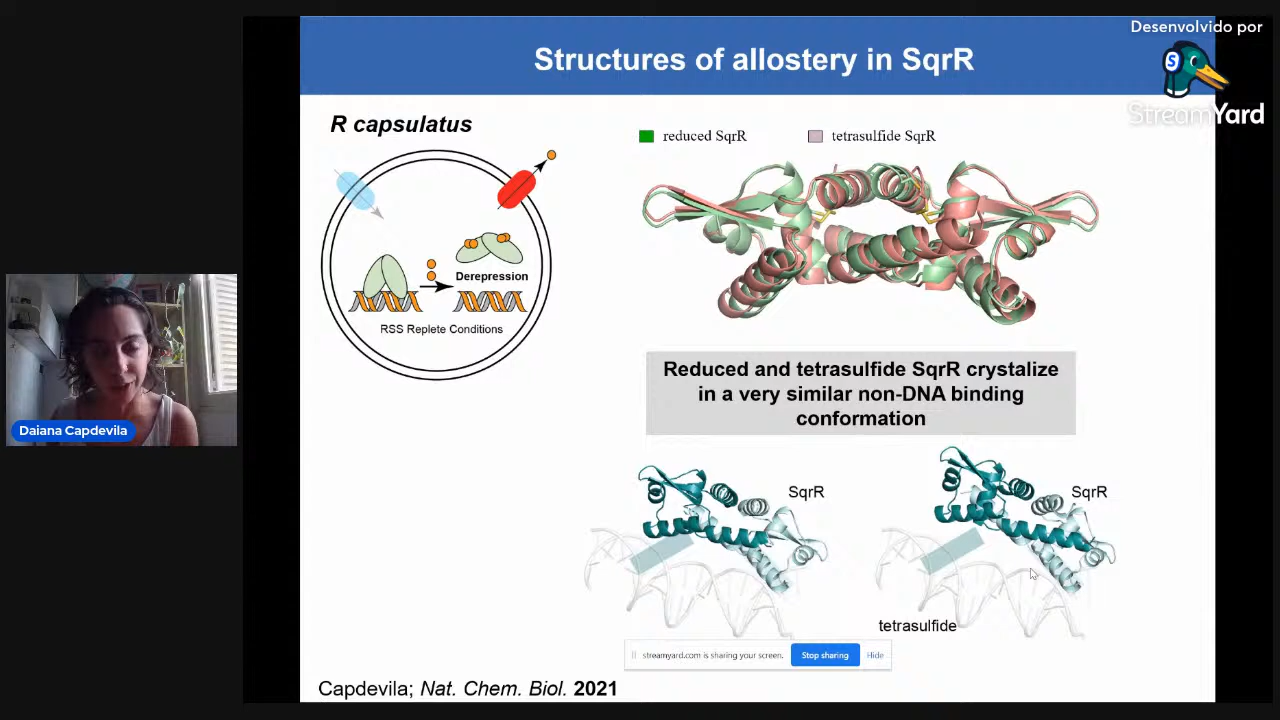 Desenvolvido por
StreamYard
Structures of allostery in SqrR
R capsulatus
reduced SqrR
tetrasulfide SqrR
Derepression
RSS Replete Conditions
Reduced and tetrasulfide SqrR crystalize
in a very similar non-DNA binding
conformation
Daiana Capdevila
SqrR
SqrR
tetrasulfide
streamyard.com is sharing your screen.
Stop sharing
Hide
Capdevila; Nat. Chem. Biol. 2021